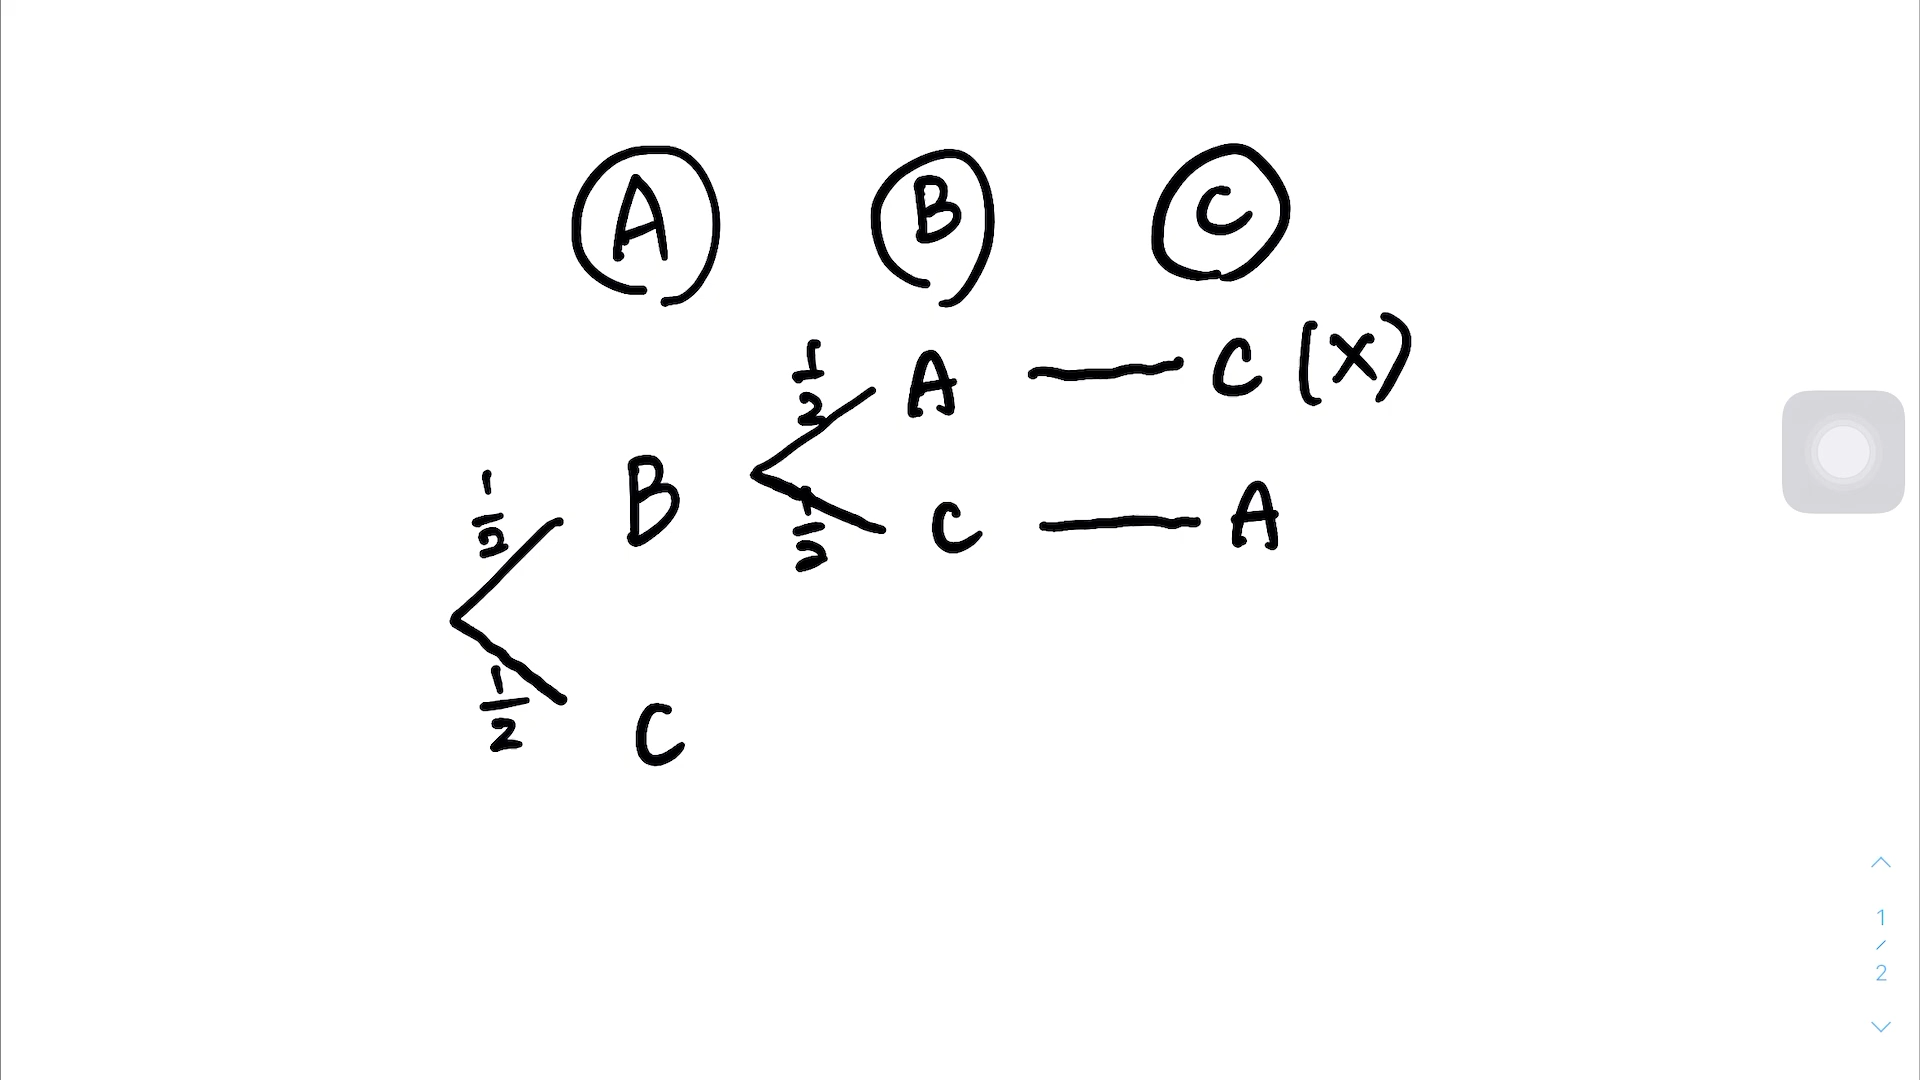 A B C
1/2 A — C (X)
1/2 B
1/2 C — A
1/2 C
1
/
2